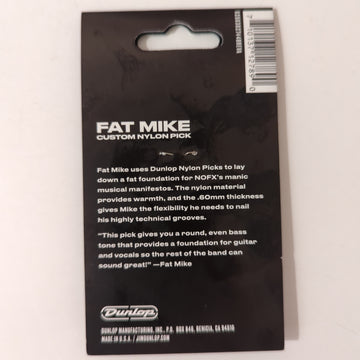 FAT MIKE
CUSTOM NYLON PICK
Fat Mike uses Dunlop Nylon Picks to lay
down a fat foundation for NOFX's manic
musical manifestos. The nylon material
provides warmth, and the .60mm thickness
gives Mike the flexibility he needs to nail
his highly technical grooves.
"This pick gives you a round, even bass
tone that provides a foundation for guitar
and vocals so the rest of the band can
sound great!" —Fat Mike
Dunlop
DUNLOP MANUFACTURING, INC. P.O. BOX 846, BENICIA, CA 94510
MADE IN U.S.A. / JIMDUNLOP.COM